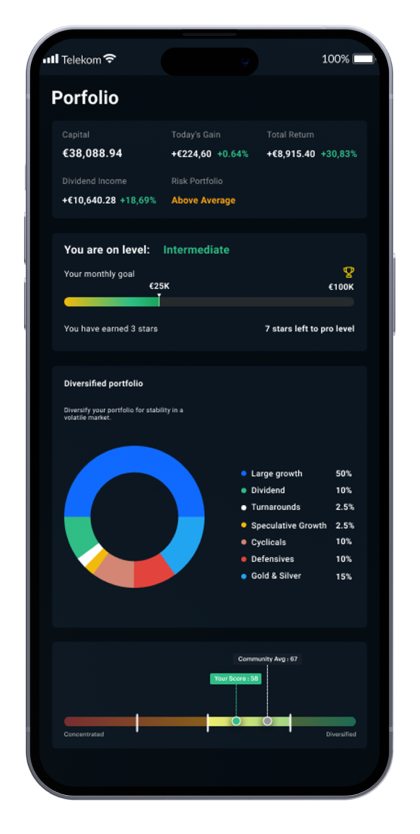 Telekom 100%
Porfolio
Capital Today's Gain Total Return
€38,088.94 +€224,60 +0.64% +€8,915.40 +30,83%
Dividend Income Risk Portfolio
+€10,640.28 +18,69% Above Average
You are on level: Intermediate
Your monthly goal
€25K €100K
You have earned 3 stars 7 stars left to pro level
Diversified portfolio
Diversify your portfolio for stability in a
volatile market.
Large growth 50%
Dividend 10%
Turnarounds 2.5%
Speculative Growth 2.5%
Cyclicals 10%
Defensives 10%
Gold & Silver 15%
Community Avg : 67
Your Score : 58
Concentrated Diversified